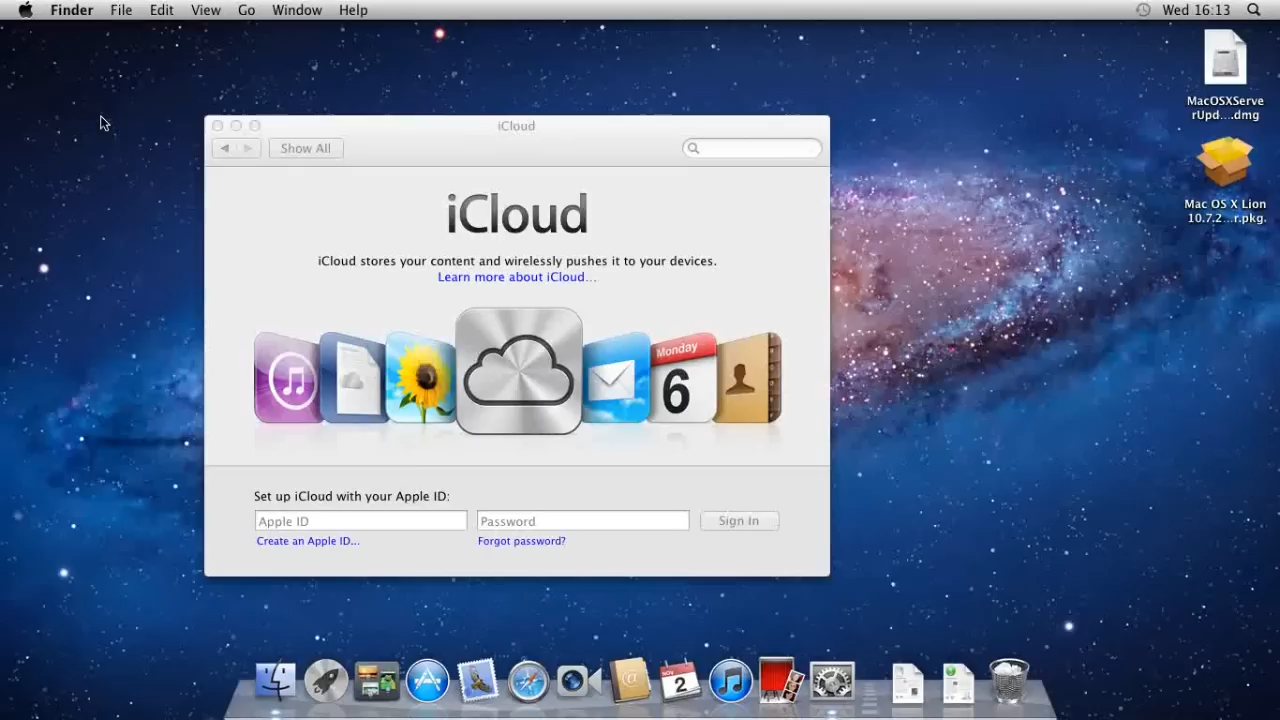 Finder File Edit View Go Window Help
Wed 16:13
MacOSXServe
rUpd....dmg
Mac OS X Lion
10.7.2...r.pkg.
iCloud
Show All
iCloud
iCloud stores your content and wirelessly pushes it to your devices.
Learn more about iCloud...
Monday
6
Set up iCloud with your Apple ID:
Apple ID
Password
Sign In
Create an Apple ID...
Forgot password?
@
NOV
2